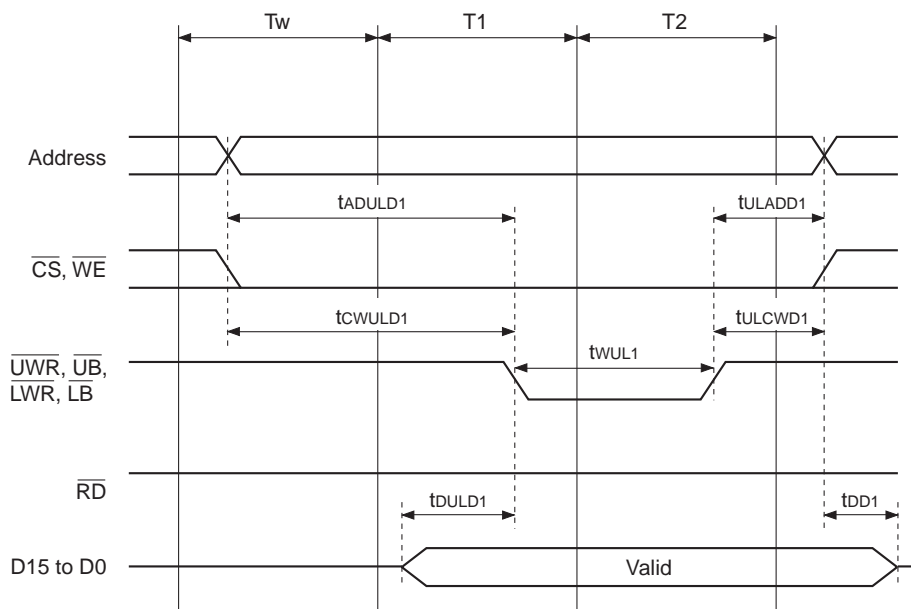 Tw T1 T2
Address
tADULD1 tULADD1
CS, WE
tCWULD1 tULCWD1
tWUL1
UWR, UB,
LWR, LB
RD
tDULD1 tDD1
D15 to D0 Valid